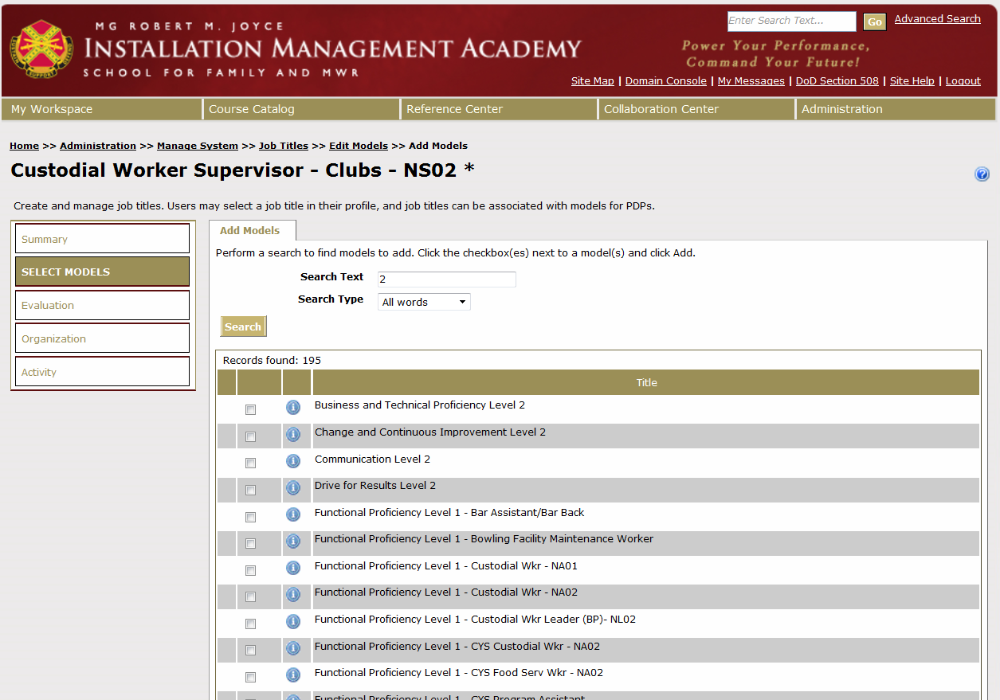 MG ROBERT M. JOYCE
INSTALLATION MANAGEMENT ACADEMY
SCHOOL FOR FAMILY AND MWR
Enter Search Text...
Go
Advanced Search
Power Your Performance,
Command Your Future!
Site Map | Domain Console | My Messages | DoD Section 508 | Site Help | Logout
My Workspace
Course Catalog
Reference Center
Collaboration Center
Administration
Home >> Administration >> Manage System >> Job Titles >> Edit Models >> Add Models
Custodial Worker Supervisor - Clubs - NS02 *
Create and manage job titles. Users may select a job title in their profile, and job titles can be associated with models for PDPs.
Summary
SELECT MODELS
Evaluation
Organization
Activity
Add Models
Perform a search to find models to add. Click the checkbox(es) next to a model(s) and click Add.
Search Text 2
Search Type All words
Search
Records found: 195
Title
Business and Technical Proficiency Level 2
Change and Continuous Improvement Level 2
Communication Level 2
Drive for Results Level 2
Functional Proficiency Level 1 - Bar Assistant/Bar Back
Functional Proficiency Level 1 - Bowling Facility Maintenance Worker
Functional Proficiency Level 1 - Custodial Wkr - NA01
Functional Proficiency Level 1 - Custodial Wkr - NA02
Functional Proficiency Level 1 - Custodial Wkr Leader (BP)- NL02
Functional Proficiency Level 1 - CYS Custodial Wkr - NA02
Functional Proficiency Level 1 - CYS Food Serv Wkr - NA02
Functional Proficiency Level 1 - CYS Program Assistant